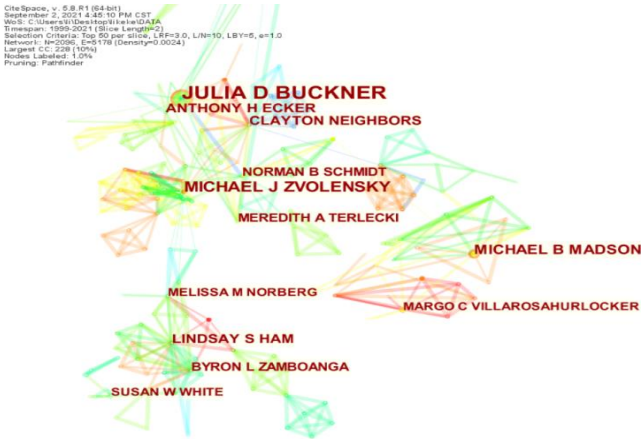 CiteSpace, v. 5.8.R1 (64-bit)
September 2, 2021 4:45:10 PM CST
WoS: C:\Users\li\Desktop\likeke\DATA
Timespan: 1999-2021 (Slice Length=2)
Selection Criteria: Top 50 per slice, LRF=3.0, L/N=10, LBY=5, e=1.0
Network: N=2096, E=5178 (Density=0.0024)
Largest CC: 228 (10%)
Nodes Labeled: 1.0%
Pruning: Pathfinder
JULIA D BUCKNER
ANTHONY H ECKER
CLAYTON NEIGHBORS
NORMAN B SCHMIDT
MICHAEL J ZVOLENSKY
MEREDITH A TERLECKI
MICHAEL B MADSON
MELISSA M NORBERG
MARGO C VILLAROSAHURLOCKER
LINDSAY S HAM
BYRON L ZAMBOANGA
SUSAN W WHITE